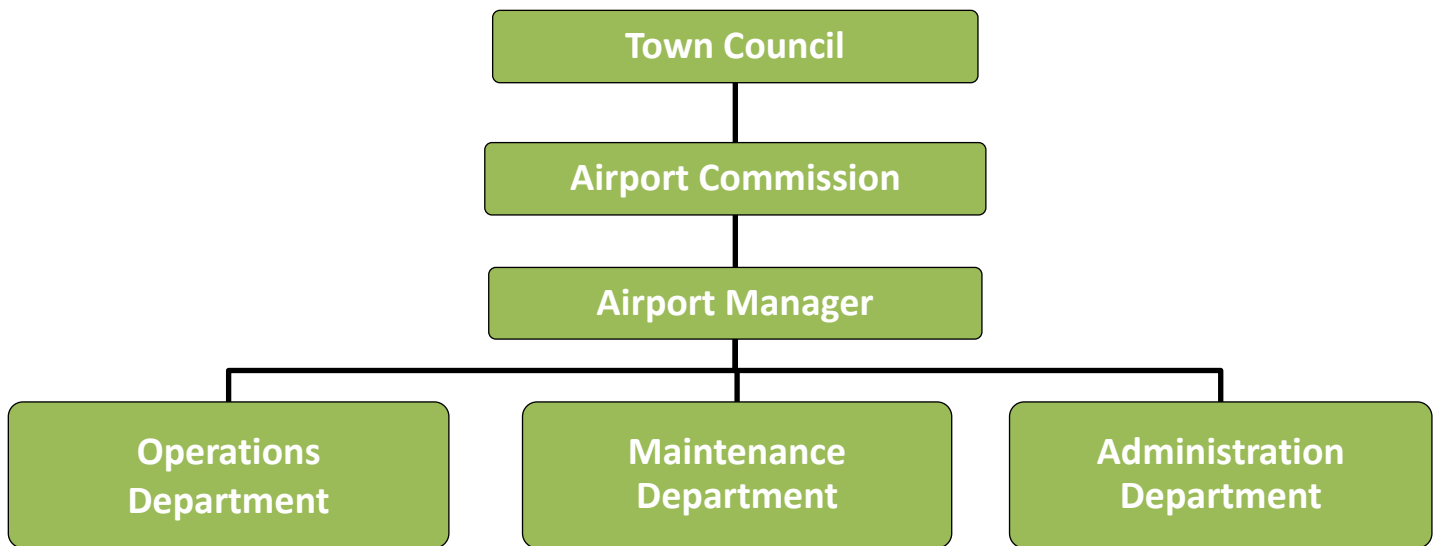 Town Council
Airport Commission
Airport Manager
Operations
Department
Maintenance
Department
Administration
Department